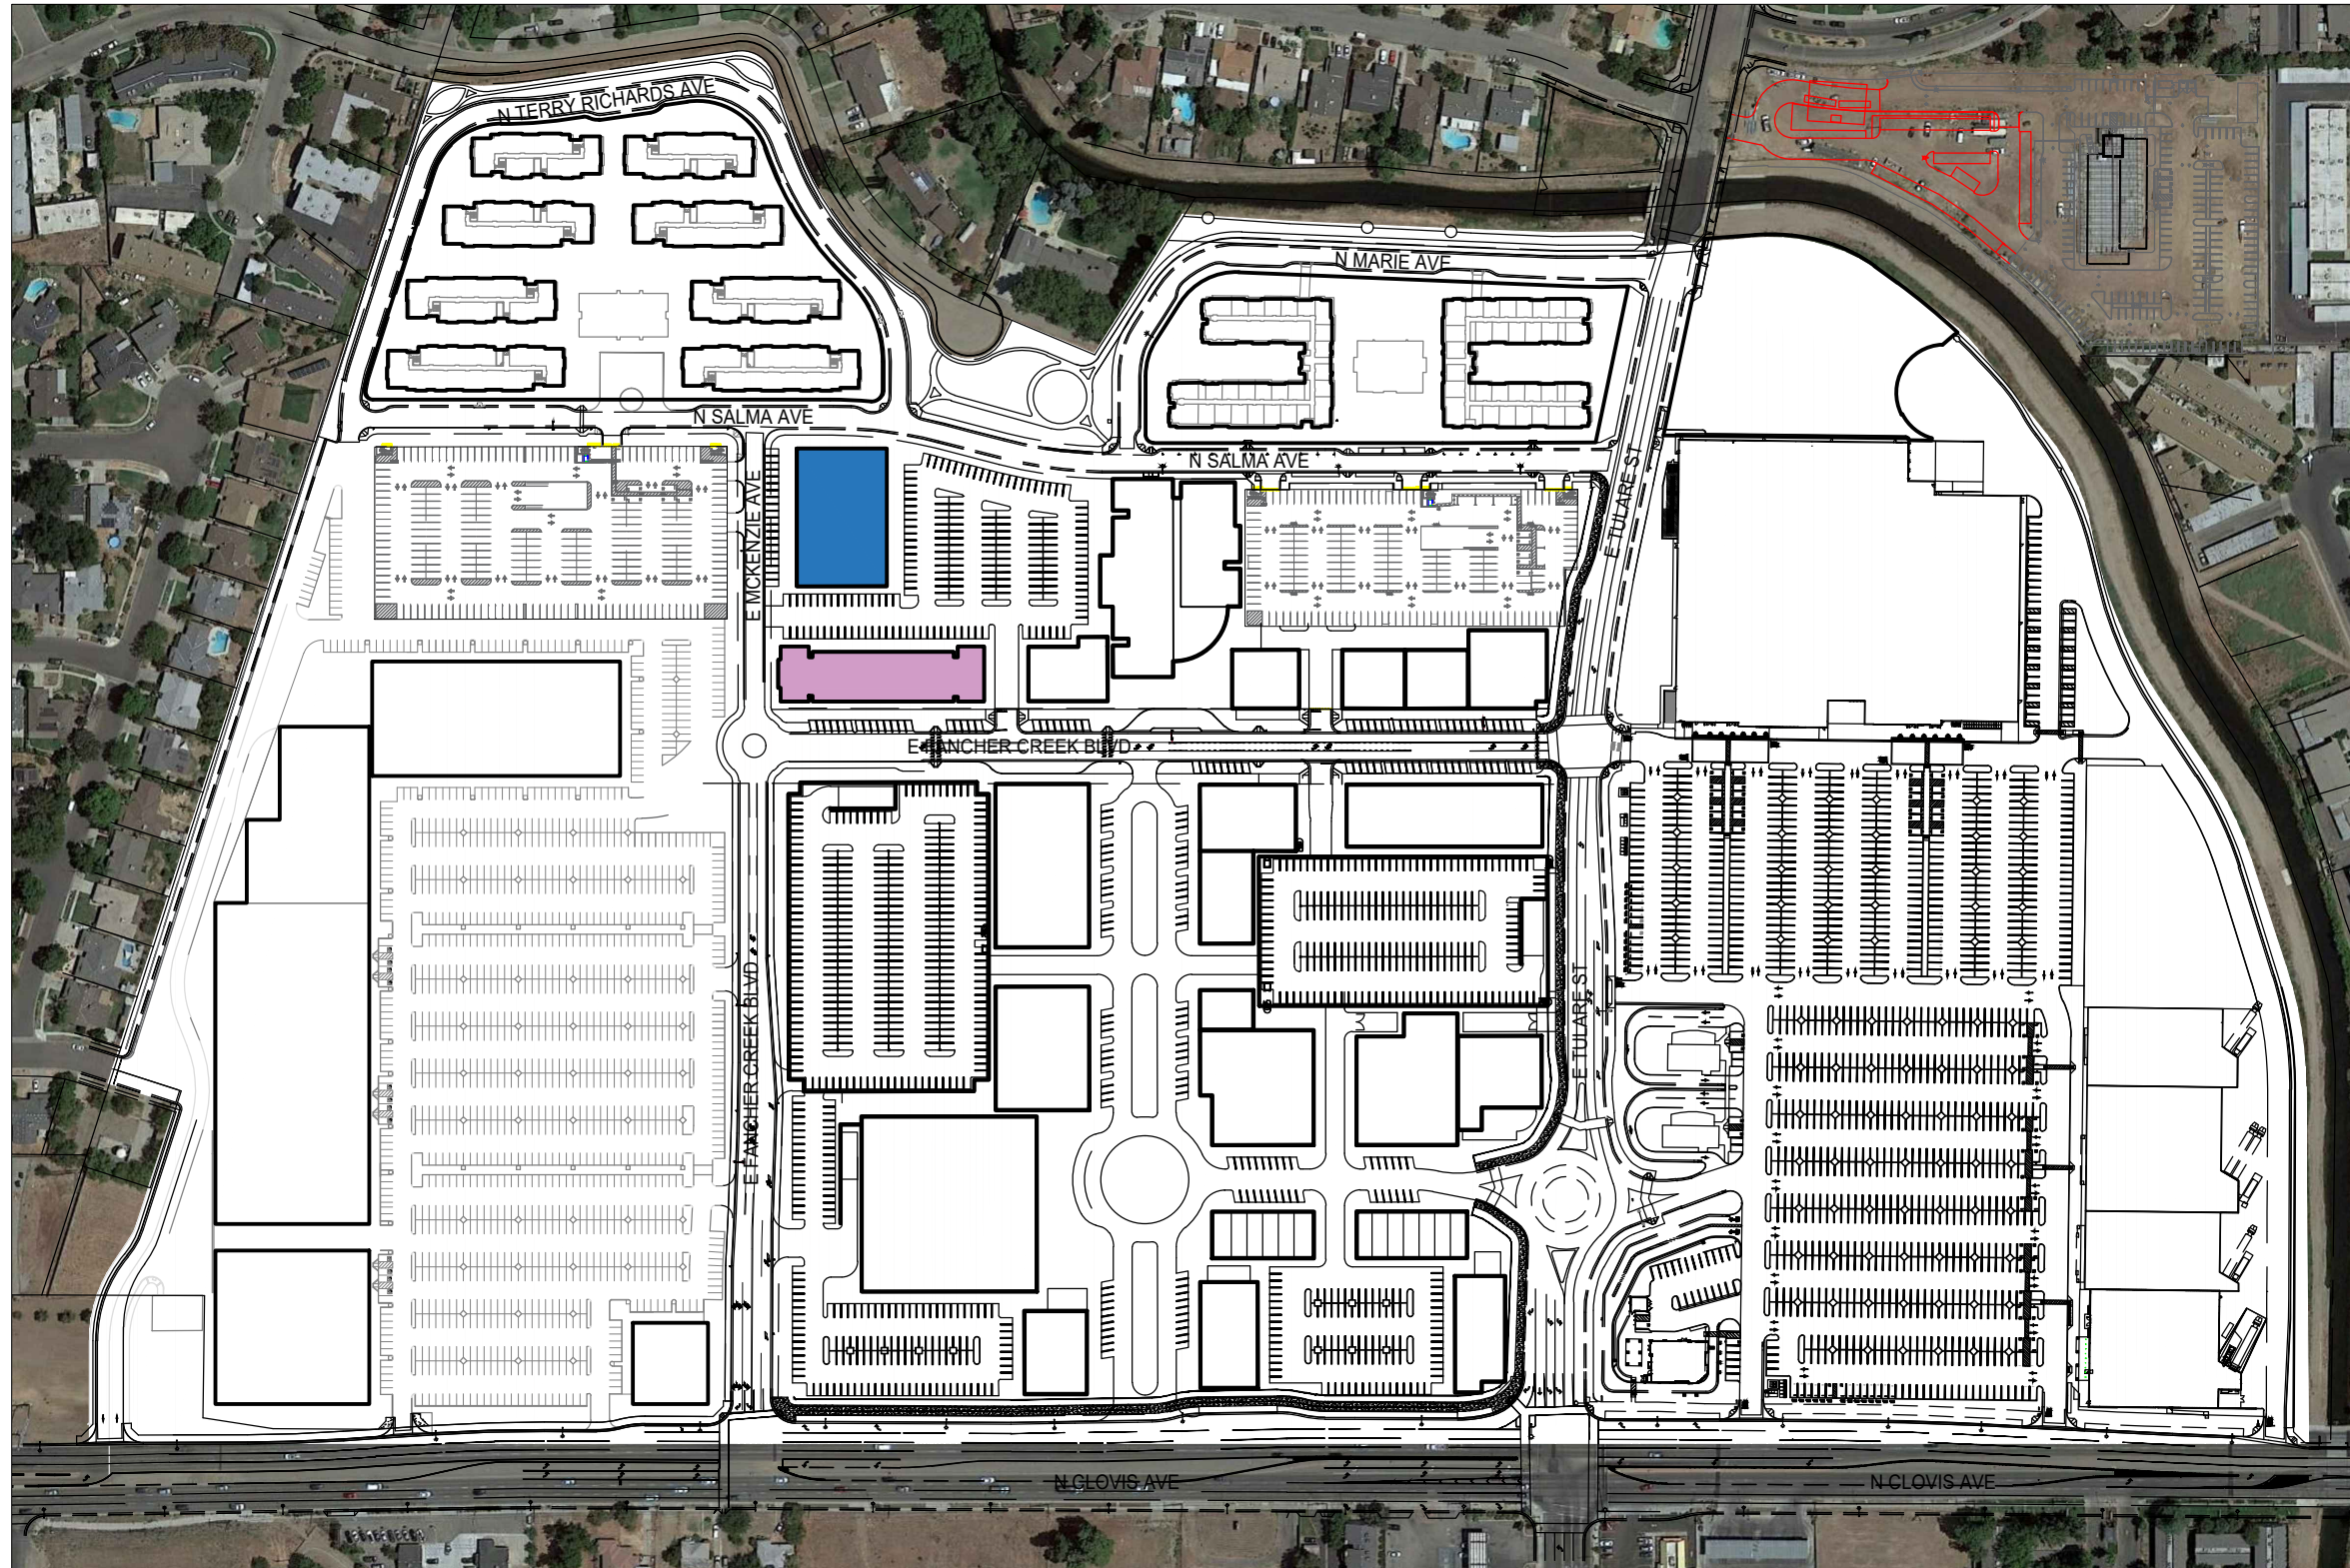 N TERRY RICHARDS AVE
N MARIE AVE
N SALMA AVE
N SALMA AVE
E MCKENZIE AVE
E TULARE ST
E FANCHER CREEK BLVD
E FANCHER CREEK BLVD
E TULARE ST
N CLOVIS AVE
N CLOVIS AVE